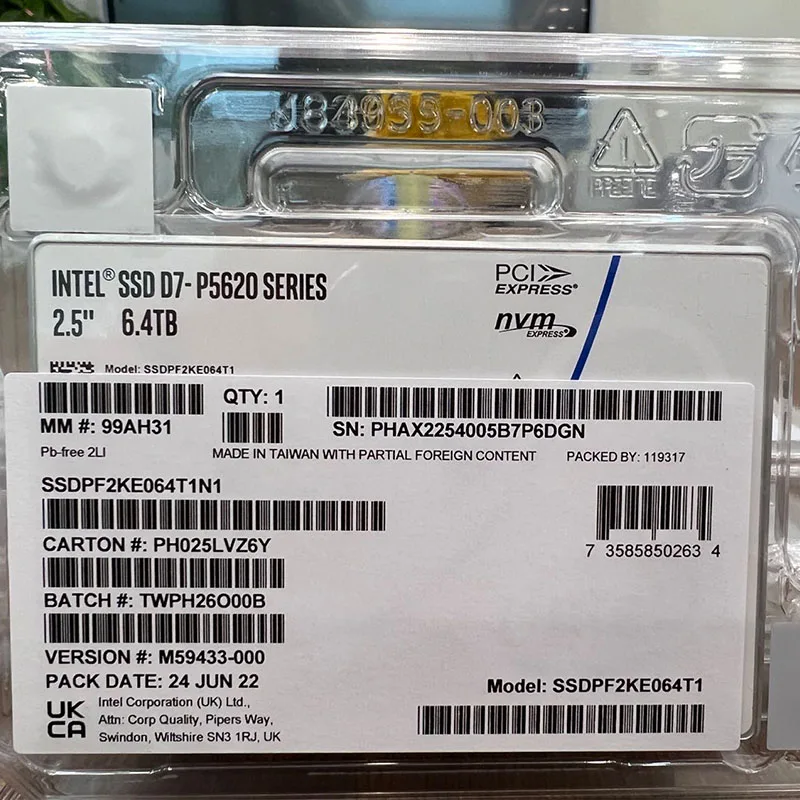 J84035-003
INTEL® SSD D7-P5620 SERIES
2.5" 6.4TB
PCI EXPRESS®
nvm EXPRESS®
Model: SSDPF2KE064T1
QTY: 1
MM #: 99AH31
SN: PHAX2254005B7P6DGN
Pb-free 2LI
MADE IN TAIWAN WITH PARTIAL FOREIGN CONTENT
PACKED BY: 119317
SSDPF2KE064T1N1
7 3585850263 4
CARTON #: PH025LVZ6Y
BATCH #: TWPH26O00B
VERSION #: M59433-000
PACK DATE: 24 JUN 22
Model: SSDPF2KE064T1
UK
CA
Intel Corporation (UK) Ltd.,
Attn: Corp Quality, Pipers Way,
Swindon, Wiltshire SN3 1RJ, UK